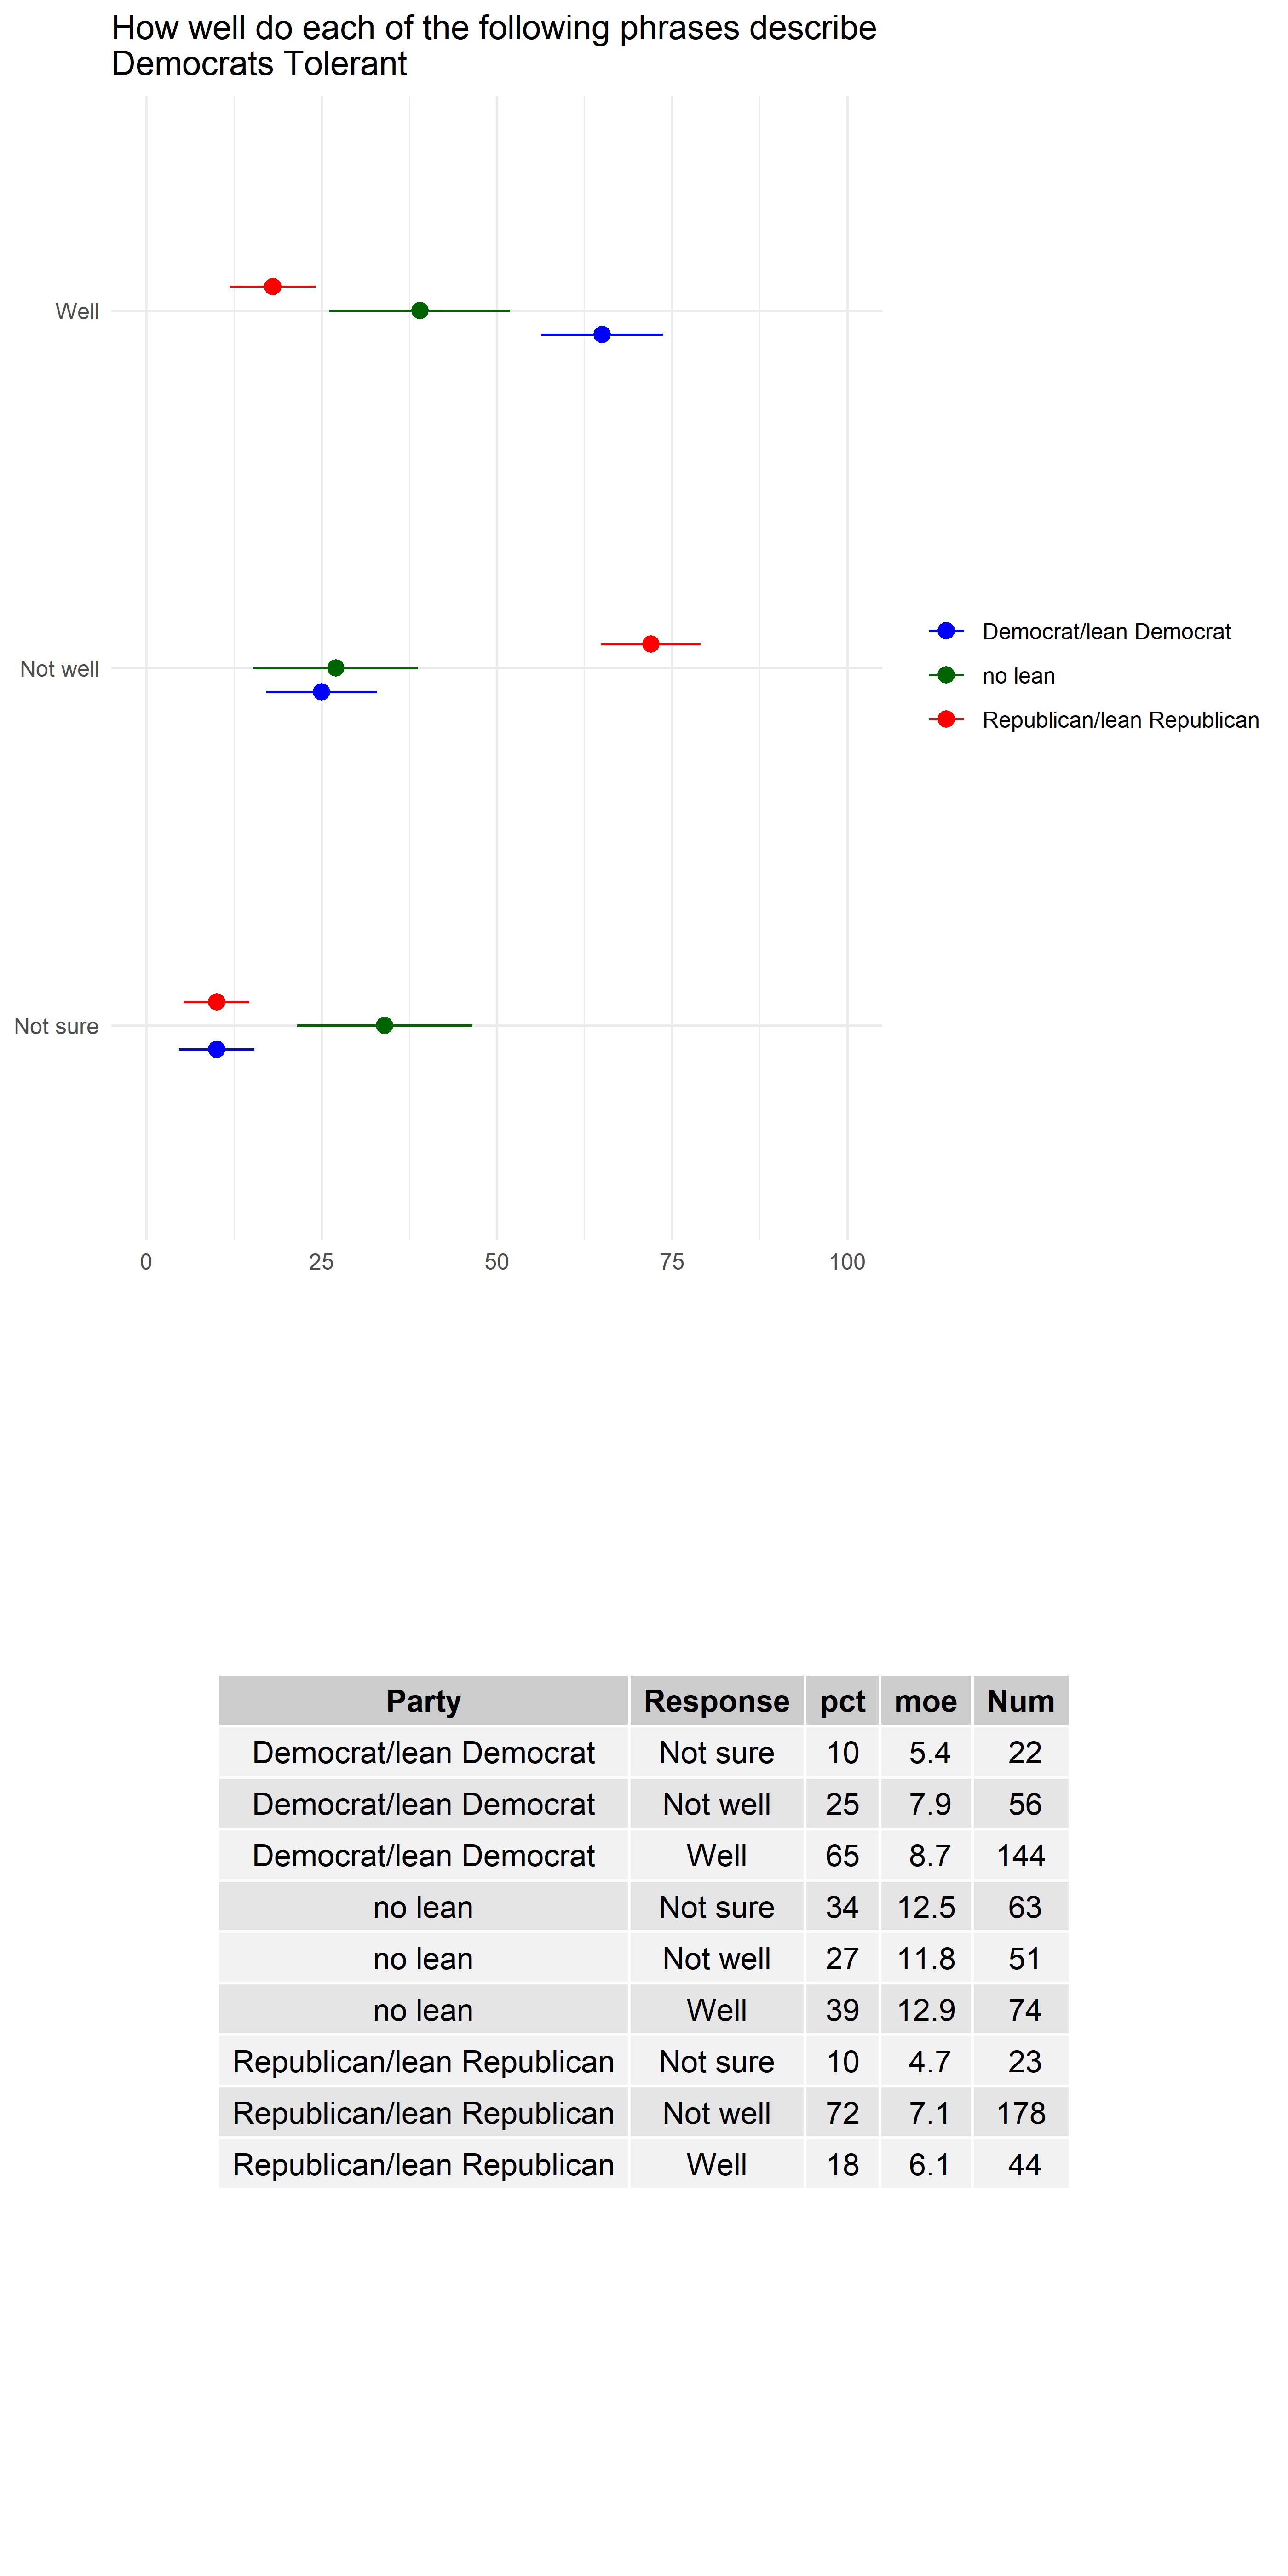 How well do each of the following phrases describe
Democrats Tolerant
Well
Not well
Not sure
0 25 50 75 100
Democrat/lean Democrat
no lean
Republican/lean Republican
Party Response pct moe Num
Democrat/lean Democrat Not sure 10 5.4 22
Democrat/lean Democrat Not well 25 7.9 56
Democrat/lean Democrat Well 65 8.7 144
no lean Not sure 34 12.5 63
no lean Not well 27 11.8 51
no lean Well 39 12.9 74
Republican/lean Republican Not sure 10 4.7 23
Republican/lean Republican Not well 72 7.1 178
Republican/lean Republican Well 18 6.1 44